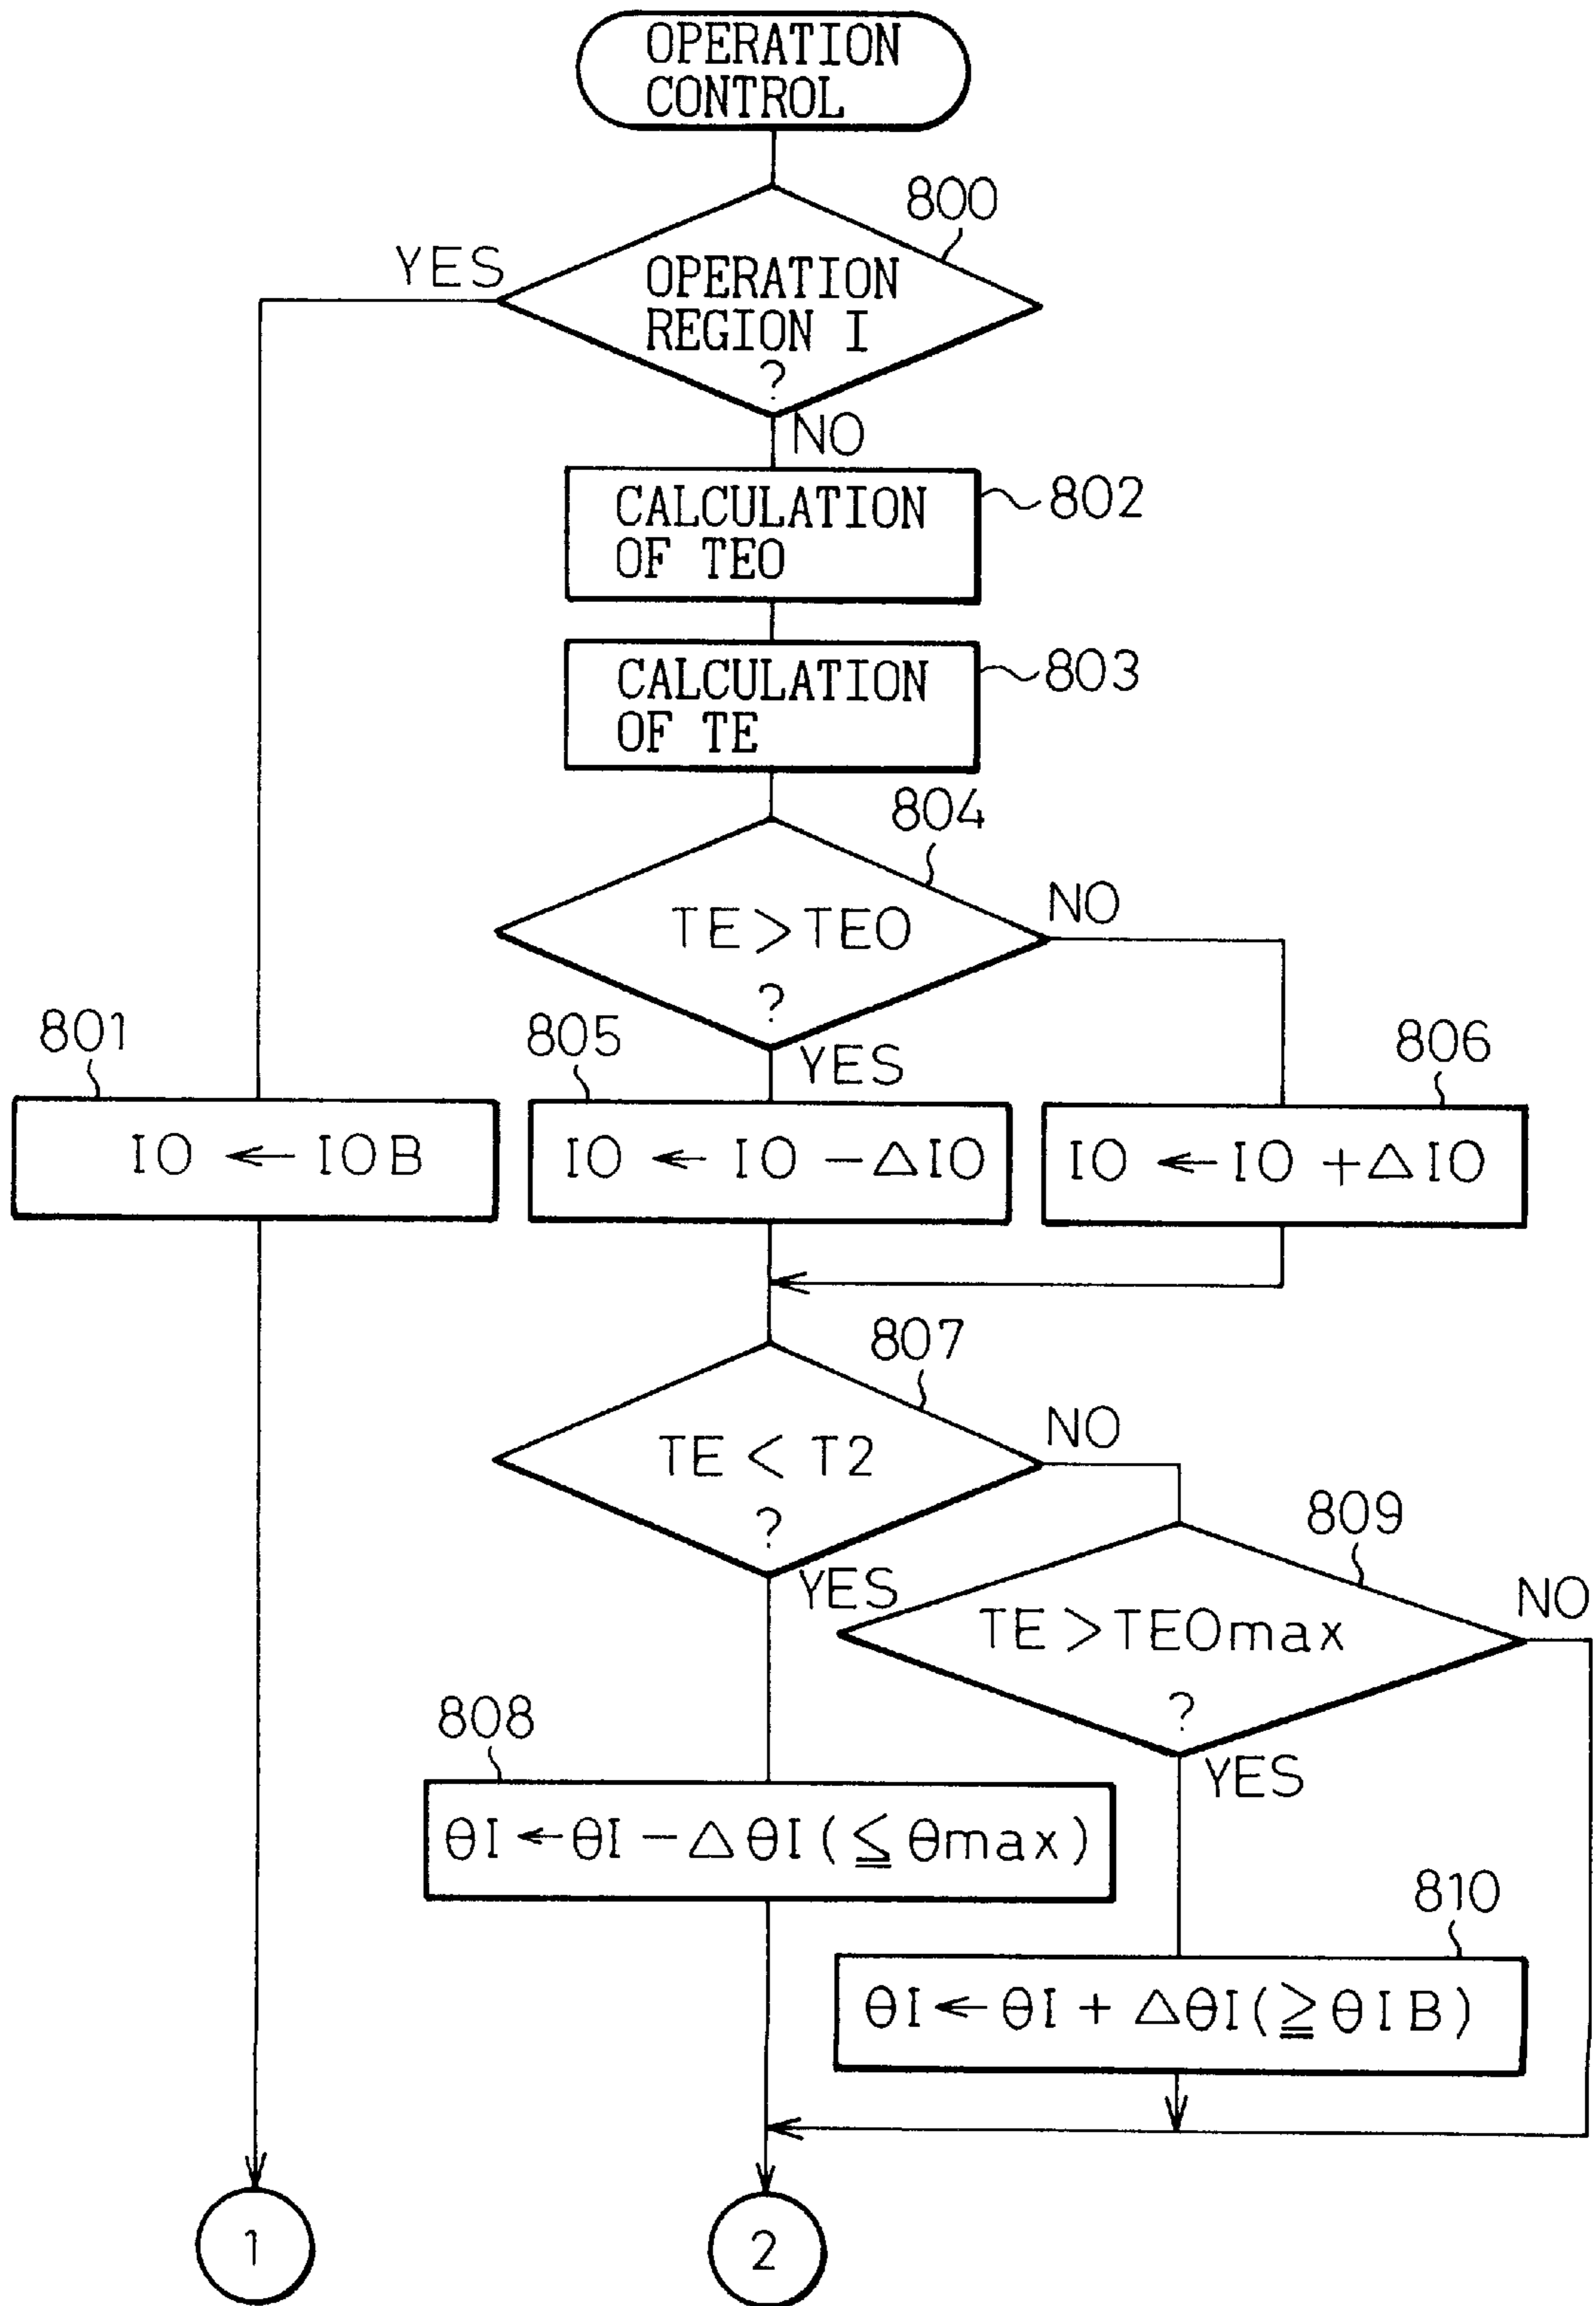 OPERATION
CONTROL
800
YES
OPERATION
REGION I
?
NO
CALCULATION
OF TEO
802
CALCULATION
OF TE
803
804
TE > TEO
?
NO
YES
801
IO ← IOB
805
IO ← IO − ΔIO
806
IO ← IO + ΔIO
807
TE < T2
?
NO
YES
809
TE > TEOmax
?
NO
YES
808
θI ← θI − ΔθI (≦ θmax)
810
θI ← θI + ΔθI (≧ θIB)
1
2